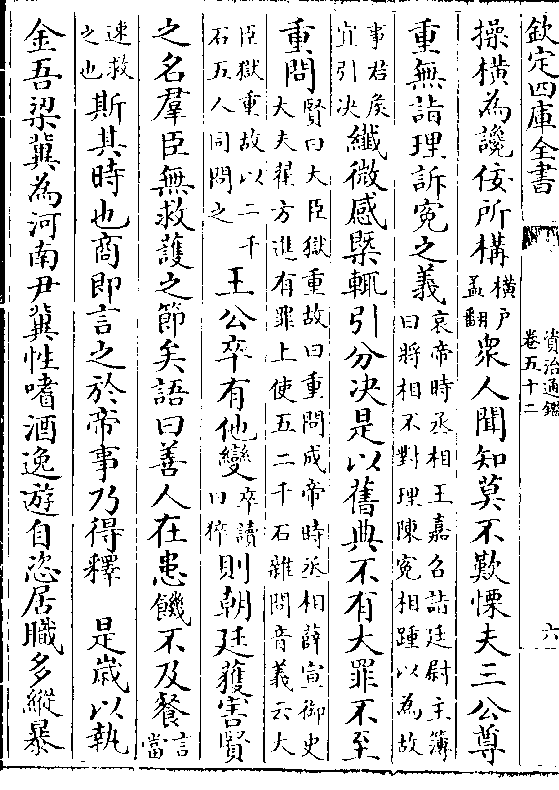 欽定四庫全書
資治通鑑
卷五十二
六
操橫為讒佞所構橫戶孟翻衆人聞知莫不歎慄夫三公尊
重無詣理訴寃之義哀帝時丞相王嘉召詣廷尉主簿曰將相不對理陳寃相踵以為故
事君矦宜引决纖微感槩輒引分决是以舊典不有大罪不至
重問賢曰大臣獄重故曰重問成帝時丞相薛宣御史大夫翟方進有罪上使五二千石雜問音義云大
臣獄重故以二千石五人同問之王公卒有他變卒讀曰猝則朝廷獲害賢
之名羣臣無救護之節矣語曰善人在患饑不及餐言當
速救之也斯其時也商即言之於帝事乃得釋 是歲以執
金吾梁冀為河南尹冀性嗜酒逸遊自恣居職多縱暴